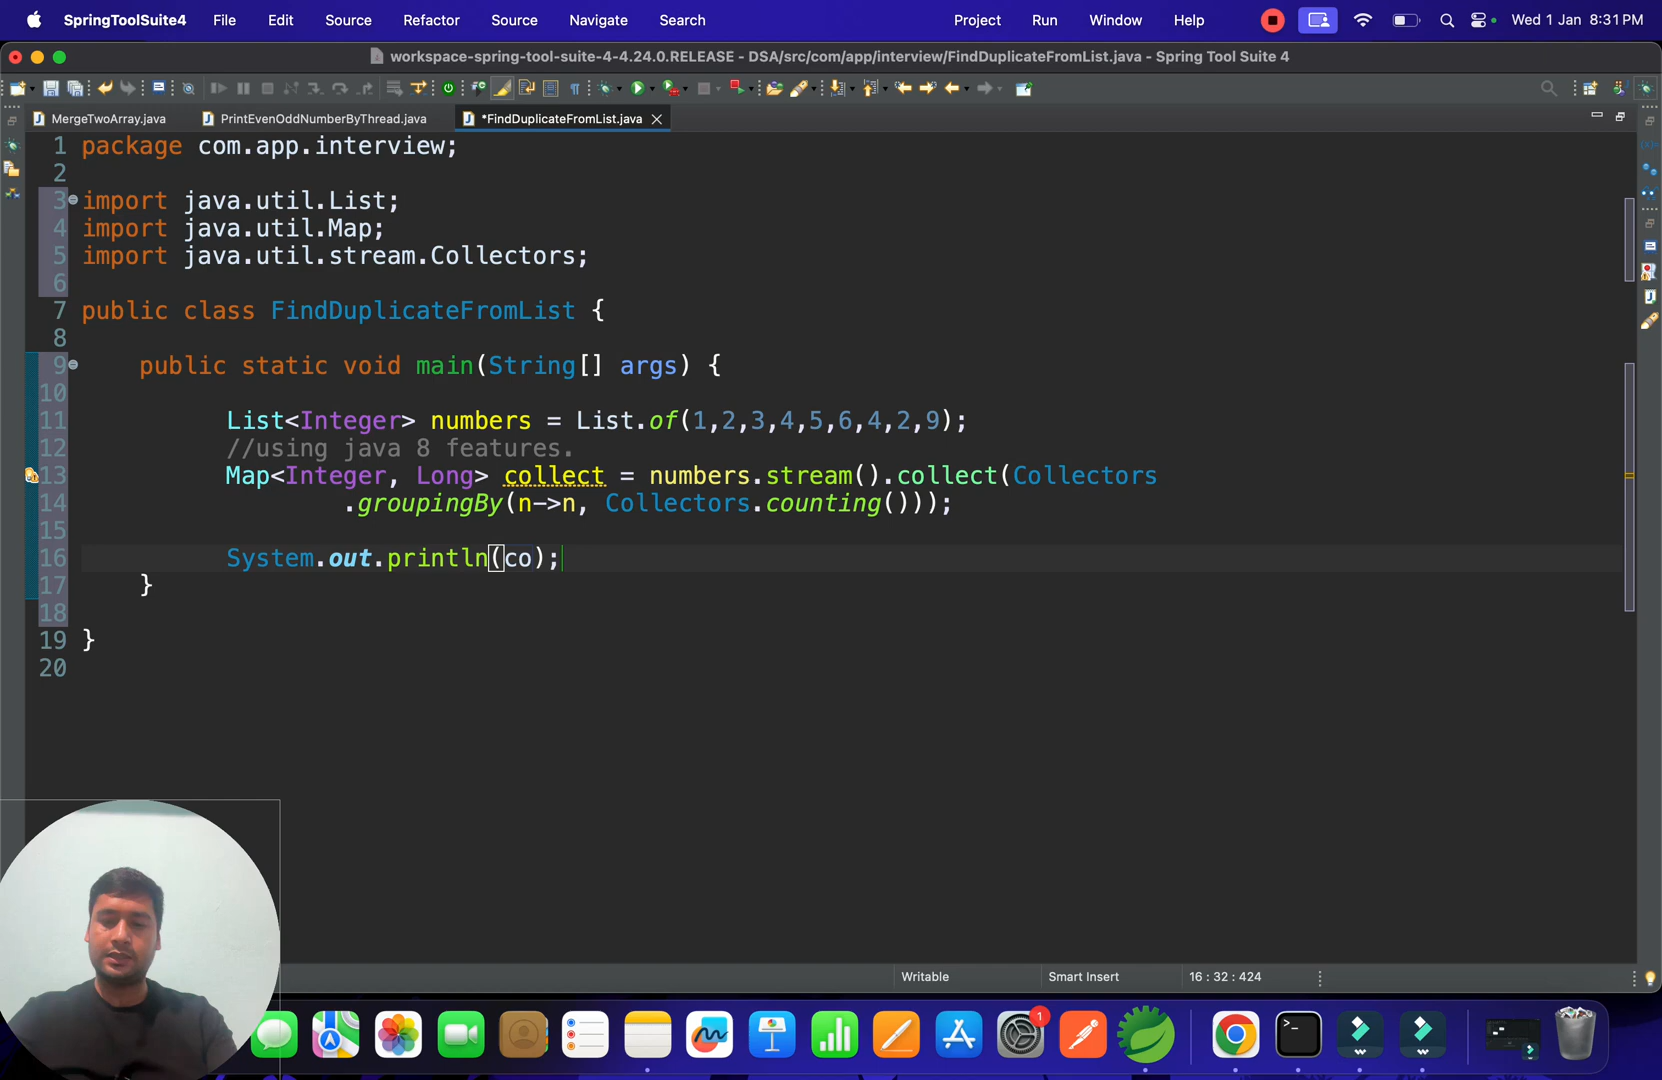 SpringToolSuite4 File Edit Source Refactor Source Navigate Search Project Run Window Help Wed 1 Jan 8:31 PM
workspace-spring-tool-suite-4-4.24.0.RELEASE - DSA/src/com/app/interview/FindDuplicateFromList.java - Spring Tool Suite 4
MergeTwoArray.java PrintEvenOddNumberByThread.java *FindDuplicateFromList.java
1 package com.app.interview;
2
3 import java.util.List;
4 import java.util.Map;
5 import java.util.stream.Collectors;
6
7 public class FindDuplicateFromList {
8
9 public static void main(String[] args) {
10
11 List<Integer> numbers = List.of(1,2,3,4,5,6,4,2,9);
12 //using java 8 features.
13 Map<Integer, Long> collect = numbers.stream().collect(Collectors
14 .groupingBy(n->n, Collectors.counting()));
15
16 System.out.println(co);
17 }
18
19 }
20
Writable Smart Insert 16 : 32 : 424
1